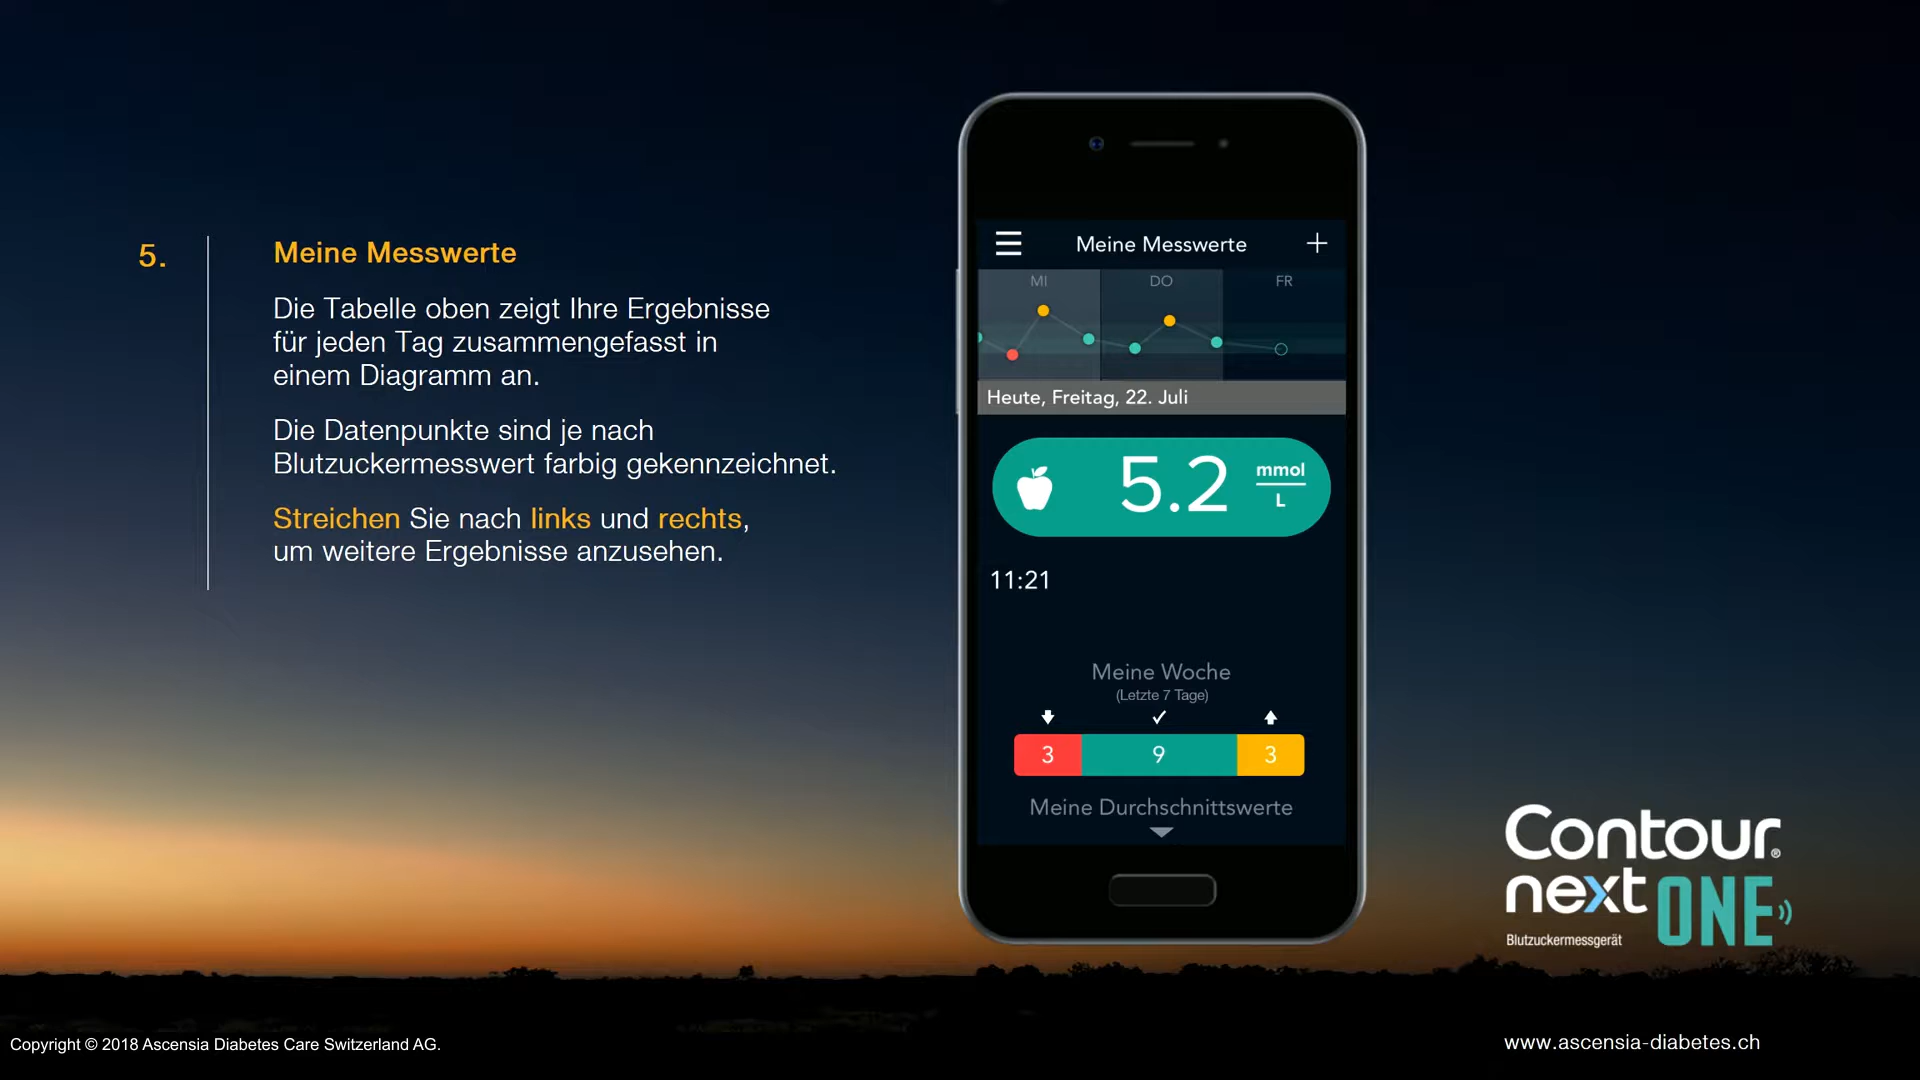 5.
Meine Messwerte
Die Tabelle oben zeigt Ihre Ergebnisse
für jeden Tag zusammengefasst in
einem Diagramm an.
Die Datenpunkte sind je nach
Blutzuckermesswert farbig gekennzeichnet.
Streichen Sie nach links und rechts,
um weitere Ergebnisse anzusehen.
Meine Messwerte
MI DO FR
Heute, Freitag, 22. Juli
5.2 mmol
L
11:21
Meine Woche
(Letzte 7 Tage)
3 9 3
Meine Durchschnittswerte
Contour®
next ONE
Blutzuckermessgerät
Copyright © 2018 Ascensia Diabetes Care Switzerland AG.
www.ascensia-diabetes.ch